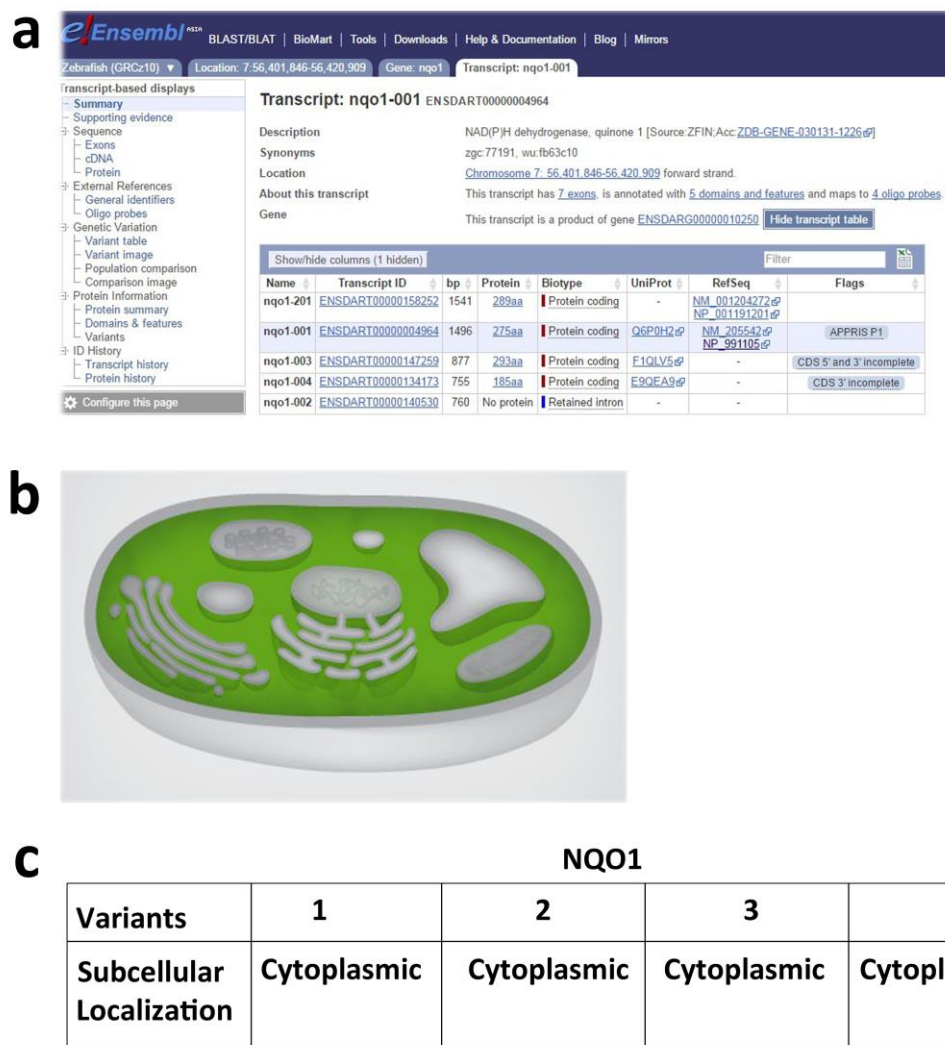 a
e!Ensembl ASIA BLAST/BLAT | BioMart | Tools | Downloads | Help & Documentation | Blog | Mirrors
Zebrafish (GRCz10) ▼ Location: 7:56,401,846-56,420,909 Gene: nqo1 Transcript: nqo1-001
Transcript-based displays
Summary
Supporting evidence
Sequence
Exons
cDNA
Protein
External References
General identifiers
Oligo probes
Genetic Variation
Variant table
Variant image
Population comparison
Comparison image
Protein Information
Protein summary
Domains & features
Variants
ID History
Transcript history
Protein history
Configure this page
Transcript: nqo1-001 ENSDART00000004964
Description NAD(P)H dehydrogenase, quinone 1 [Source:ZFIN;Acc:ZDB-GENE-030131-1226]
Synonyms zgc:77191, wu:fb63c10
Location Chromosome 7: 56,401,846-56,420,909 forward strand.
About this transcript This transcript has 7 exons, is annotated with 5 domains and features and maps to 4 oligo probes.
Gene This transcript is a product of gene ENSDARG00000010250 Hide transcript table
Show/hide columns (1 hidden) Filter
Name Transcript ID bp Protein Biotype UniProt RefSeq Flags
nqo1-201 ENSDART00000158252 1541 289aa Protein coding - NM_001204272
NP_001191201
nqo1-001 ENSDART00000004964 1496 275aa Protein coding Q6P0H2 NM_205542 APPRIS P1
NP_991105
nqo1-003 ENSDART00000147259 877 293aa Protein coding F1QLV5 - CDS 5' and 3' incomplete
nqo1-004 ENSDART00000134173 755 185aa Protein coding E9QEA9 - CDS 3' incomplete
nqo1-002 ENSDART00000140530 760 No protein Retained intron - -
b
c
NQO1
Variants 1 2 3
Subcellular Cytoplasmic Cytoplasmic Cytoplasmic Cytopl
Localization